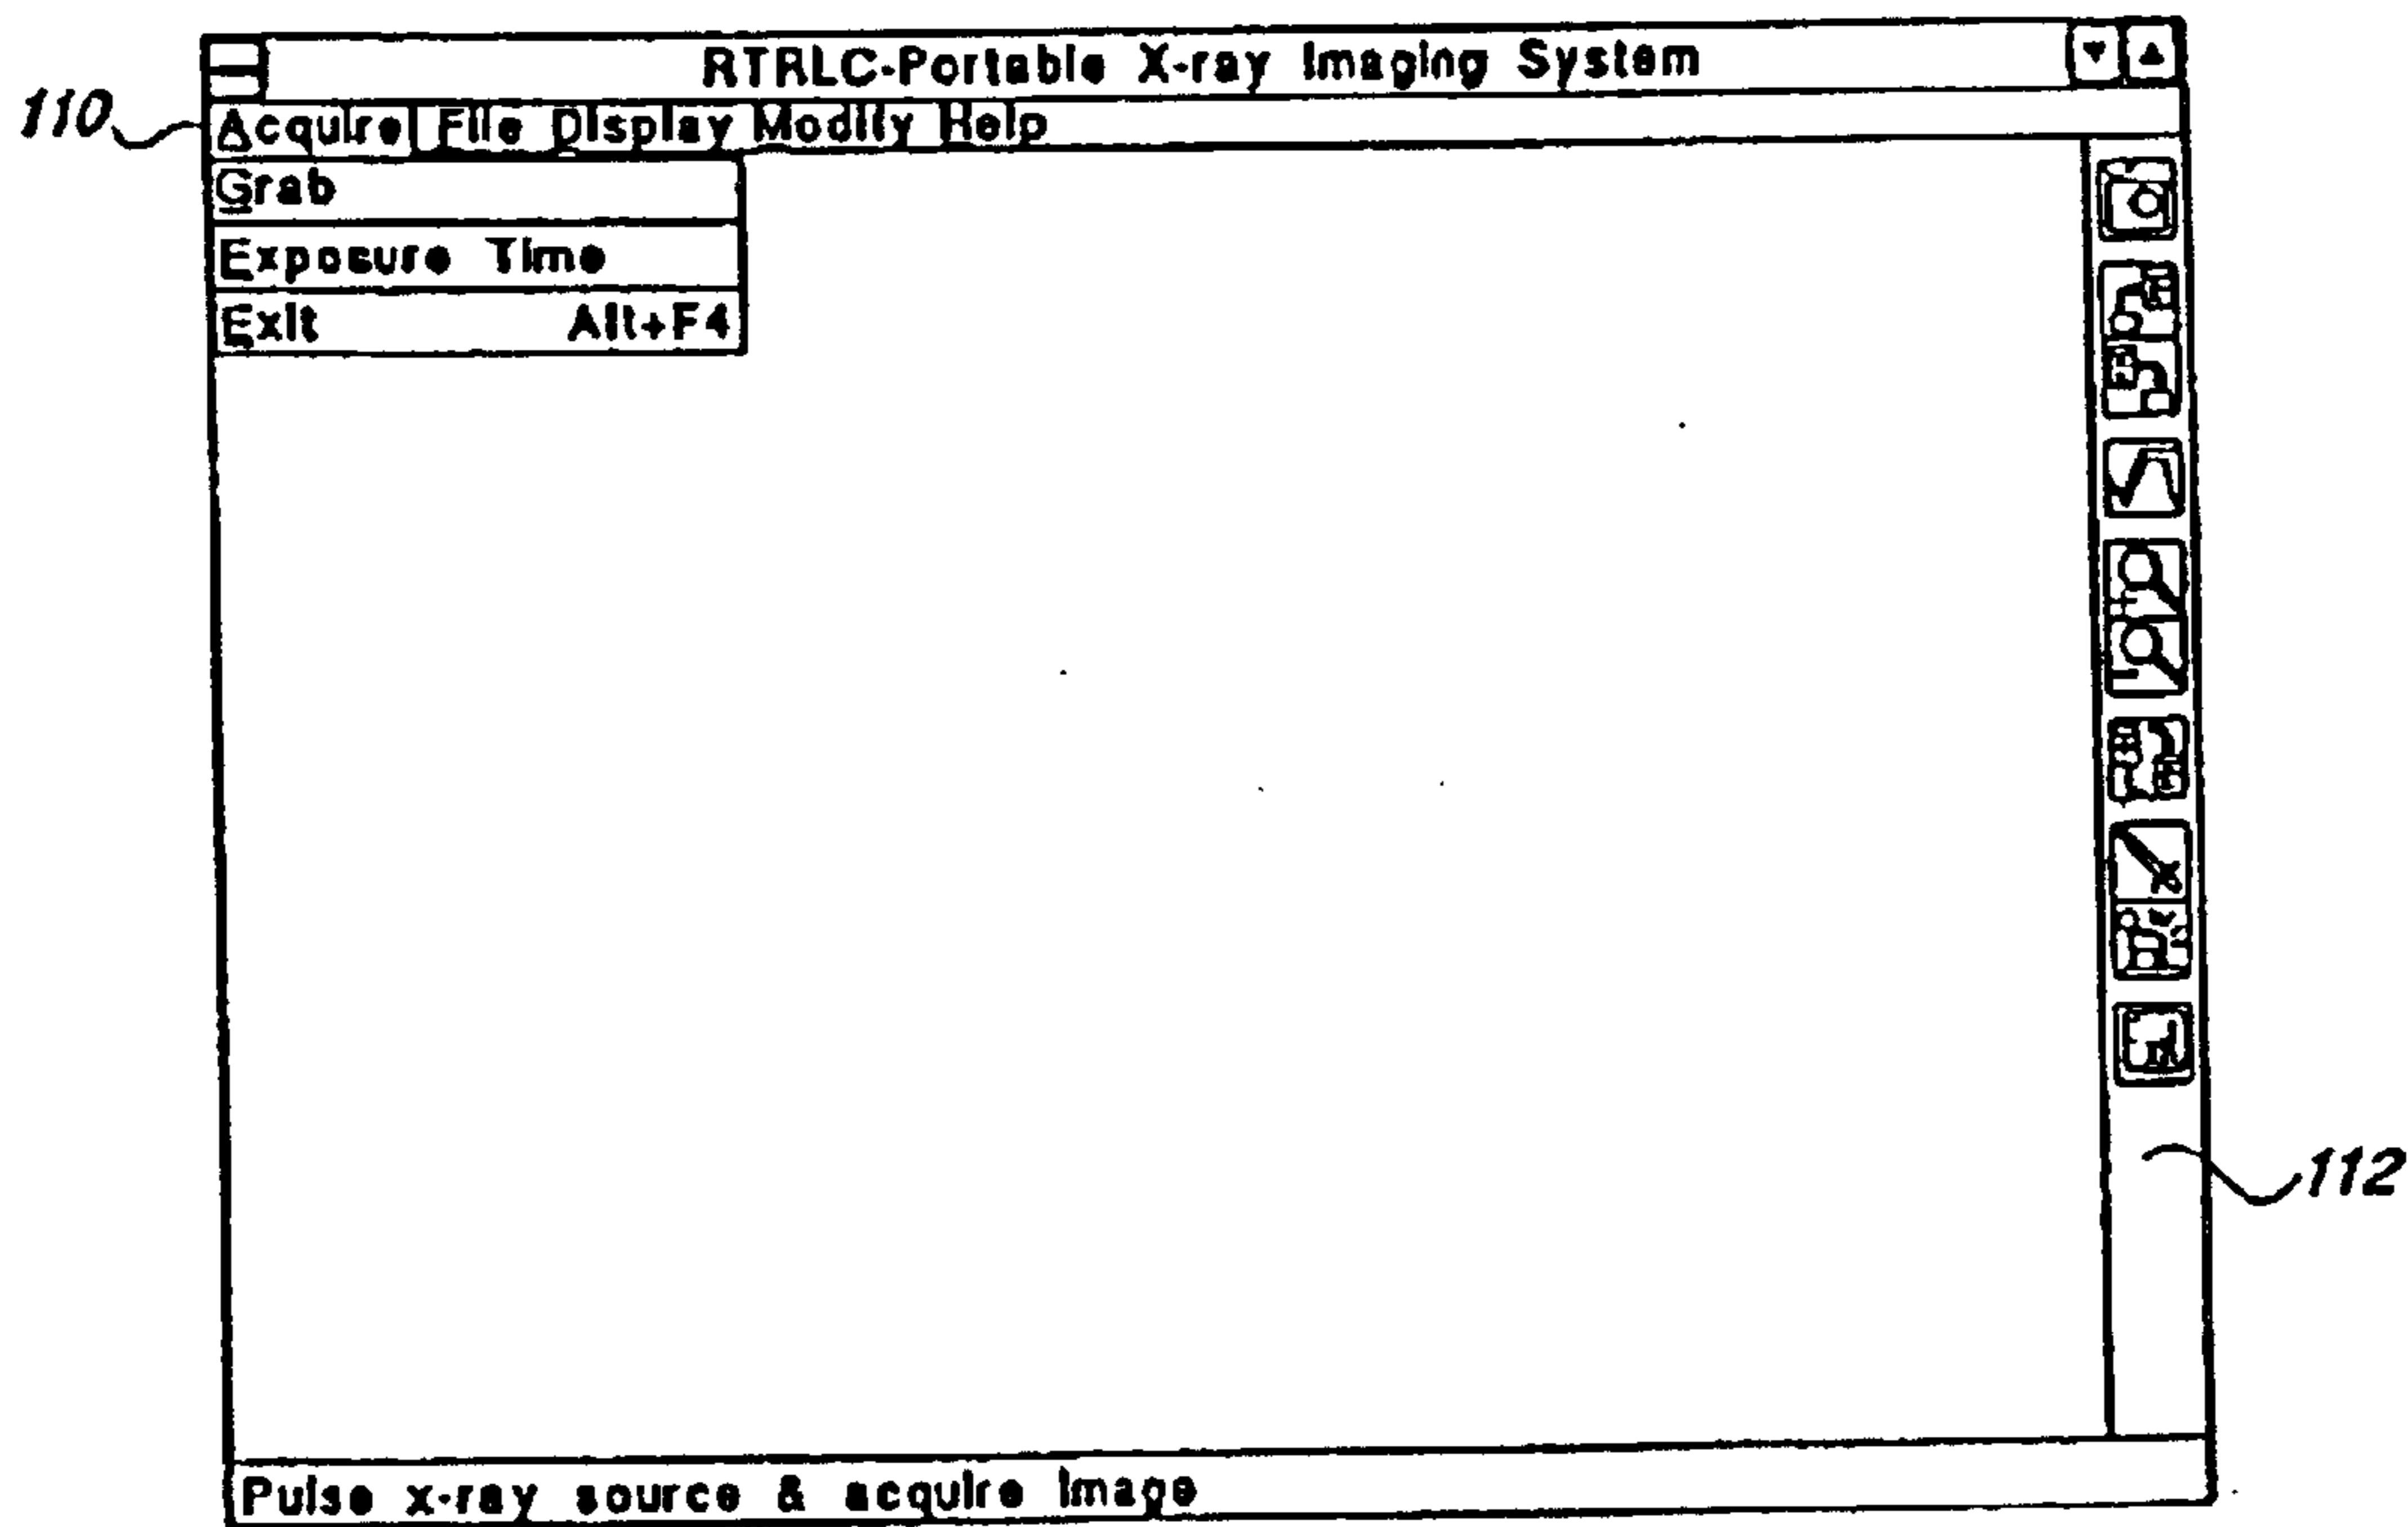 RTRLC-Portable X-ray Imaging System
110
Acquire File Display Modify Help
Grab
Exposure Time
Exit Alt+F4
112
Pulse x-ray source & acquire Image